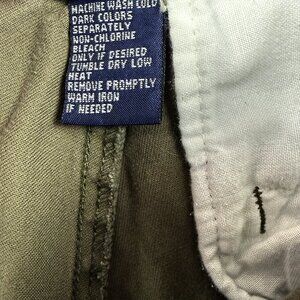 MACHINE WASH COLD
DARK COLORS
SEPARATELY
NON-CHLORINE
BLEACH
ONLY IF DESIRED
TUMBLE DRY LOW
HEAT
REMOVE PROMPTLY
WARM IRON
IF NEEDED